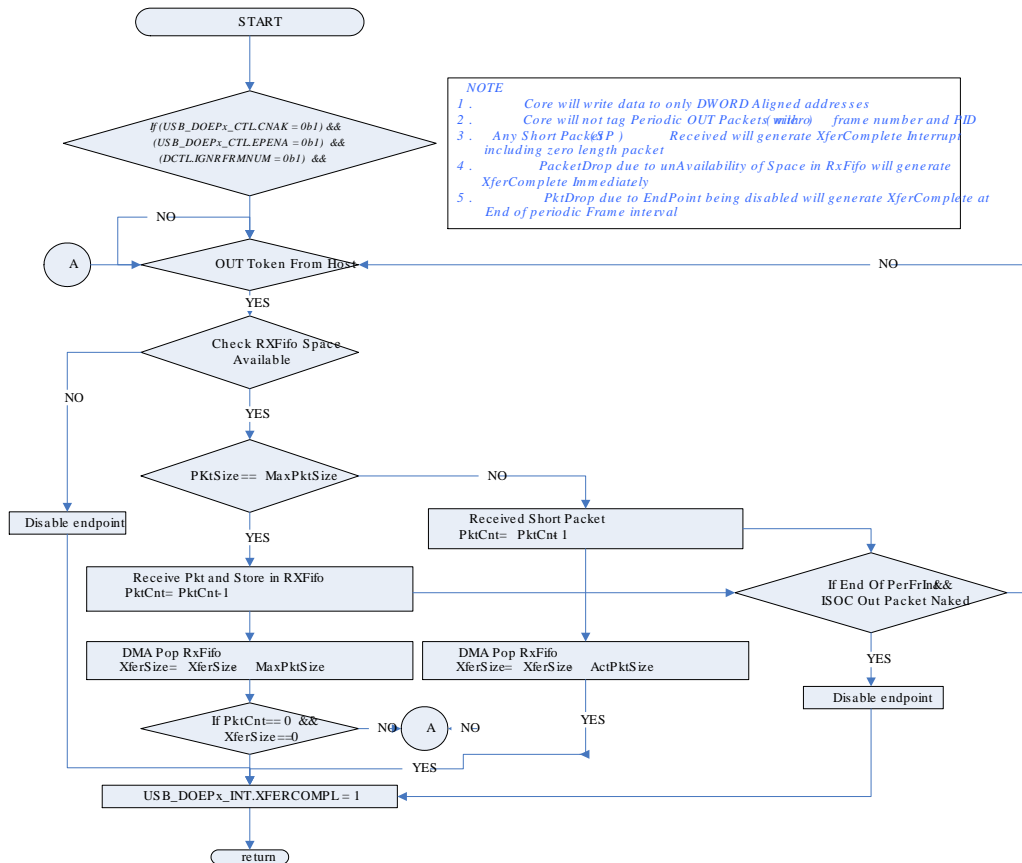 START
If (USB_DOEPx_CTL.CNAK = 0b1) &&
(USB_DOEPx_CTL.EPENA = 0b1) &&
(DCTL.IGNRFRMNUM = 0b1) &&
NOTE
1 . Core will write data to only DWORD Aligned addresses
2 . Core will not tag Periodic OUT Packets with (micro) frame number and PID
3 . Any Short Packet (SP) Received will generate XferComplete Interrupt
including zero length packet
4 . PacketDrop due to unAvailability of Space in RxFifo will generate
XferComplete Immediately
5 . PktDrop due to EndPoint being disabled will generate XferComplete at
End of periodic Frame interval
NO
A
OUT Token From Host
NO
YES
Check RXFifo Space
Available
NO
YES
PKtSize== MaxPktSize
NO
Disable endpoint
YES
Received Short Packet
PktCnt= PktCnt- 1
Receive Pkt and Store in RXFifo
PktCnt= PktCnt-1
If End Of PerFrInt&&
ISOC Out Packet Naked
DMA Pop RxFifo
XferSize= XferSize MaxPktSize
DMA Pop RxFifo
XferSize= XferSize ActPktSize
YES
Disable endpoint
If PktCnt== 0 &&
XferSize==0
NO
A
NO
YES
YES
USB_DOEPx_INT.XFERCOMPL = 1
return